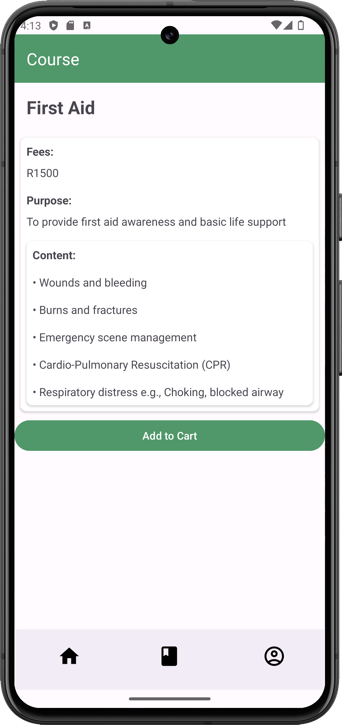 4:13
Course
First Aid
Fees:
R1500
Purpose:
To provide first aid awareness and basic life support
Content:
• Wounds and bleeding
• Burns and fractures
• Emergency scene management
• Cardio-Pulmonary Resuscitation (CPR)
• Respiratory distress e.g., Choking, blocked airway
Add to Cart